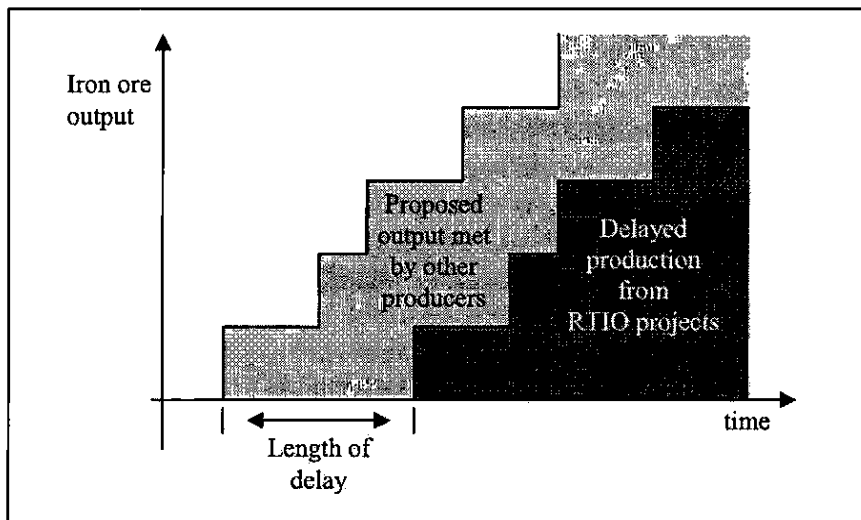 Iron ore
output
Proposed
output met
by other
producers
Delayed
production
from
RTIO projects
time
Length of
delay